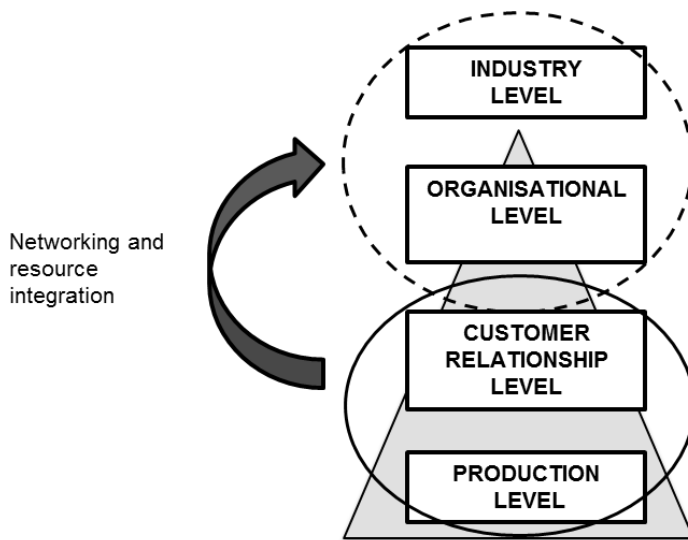 INDUSTRY
LEVEL
ORGANISATIONAL
LEVEL
Networking and
resource
integration
CUSTOMER
RELATIONSHIP
LEVEL
PRODUCTION
LEVEL